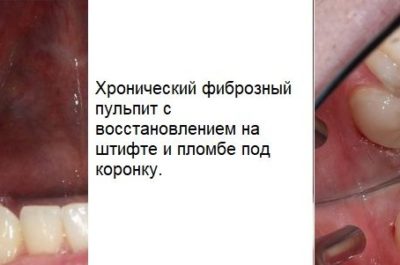 Хронический фиброзный
пульпит с
восстановлением на
штифте и пломбе под
коронку.